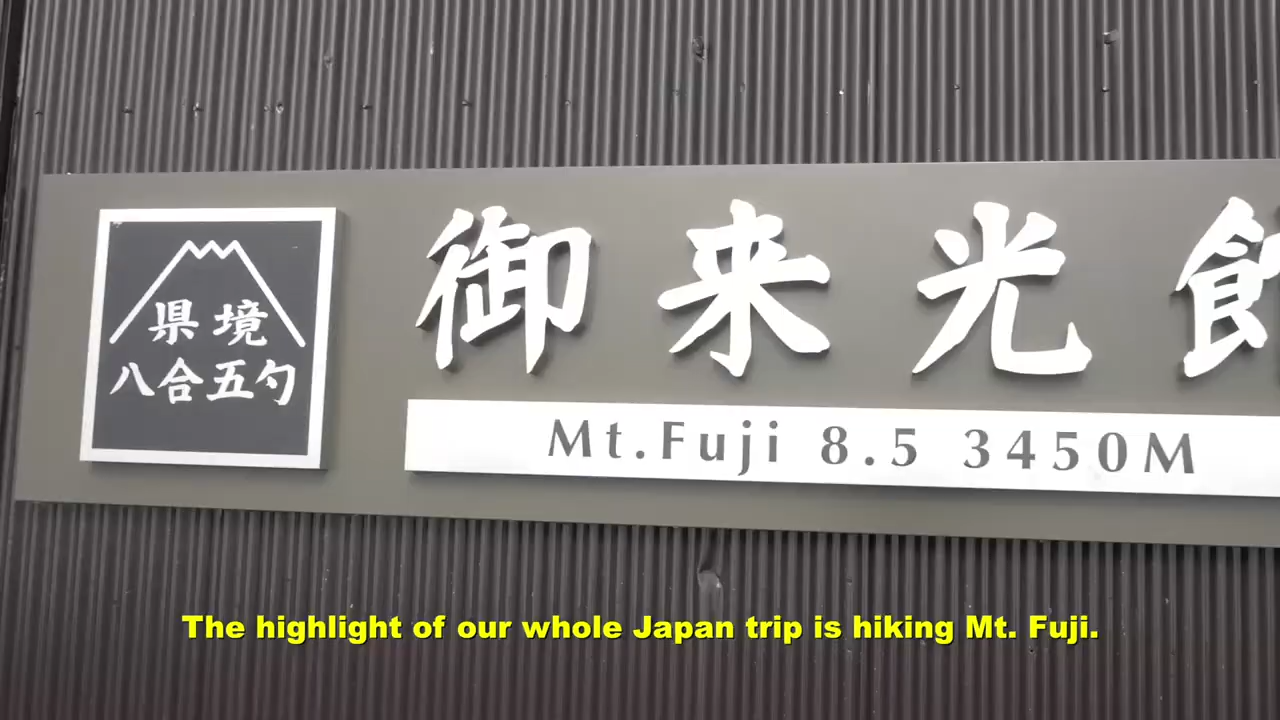 県境
八合五勺
御来光館
Mt.Fuji 8.5 3450M
The highlight of our whole Japan trip is hiking Mt. Fuji.